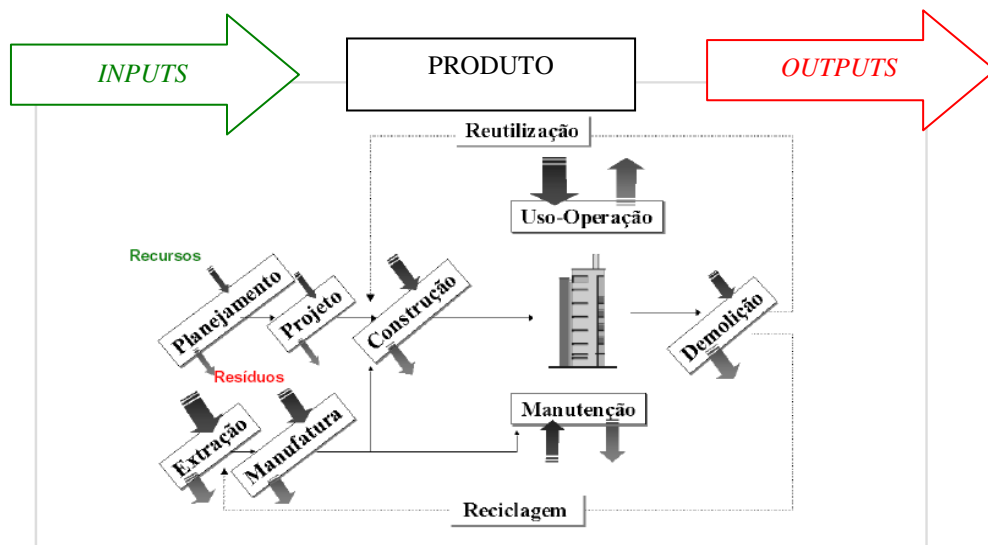 INPUTS
PRODUTO
OUTPUTS
Reutilização
Uso-Operação
Recursos
Planejamento
Projeto
Construção
Demolição
Resíduos
Extração
Manufatura
Manutenção
Reciclagem